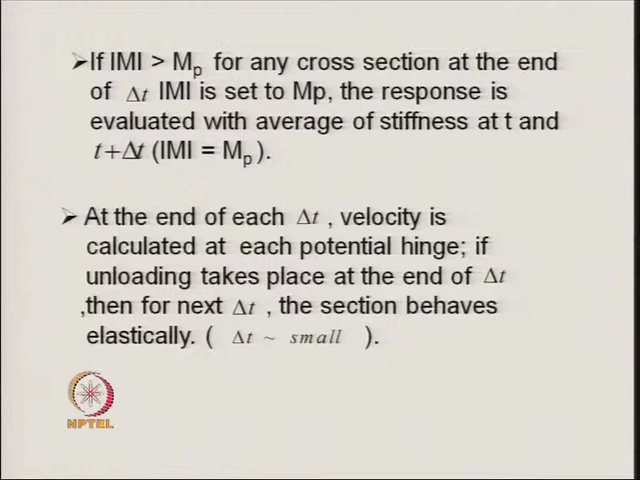 ➢If IMI > Mp for any cross section at the end
of Δt IMI is set to Mp, the response is
evaluated with average of stiffness at t and
t+Δt (IMI = Mp ).
➢ At the end of each Δt , velocity is
calculated at each potential hinge; if
unloading takes place at the end of Δt
,then for next Δt , the section behaves
elastically. ( Δt ~ small ).
NPTEL